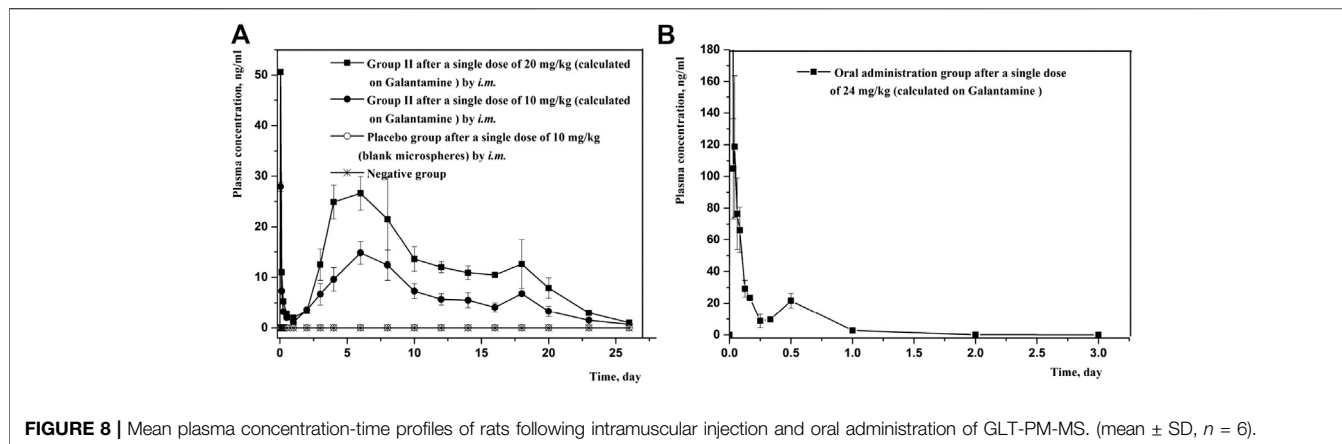 A
Plasma concentration, ng/ml
50
40
30
20
10
0
Group II after a single dose of 20 mg/kg (calculated
on Galantamine ) by i.m.
Group II after a single dose of 10 mg/kg (calculated
on Galantamine ) by i.m.
Placebo group after a single dose of 10 mg/kg
(blank microspheres) by i.m.
Negative group
0 5 10 15 20 25
Time, day
B
Plasma concentration, ng/ml
180
160
140
120
100
80
60
40
20
0
Oral administration group after a single dose
of 24 mg/kg (calculated on Galantamine )
0.0 0.5 1.0 1.5 2.0 2.5 3.0
Time, day
FIGURE 8 | Mean plasma concentration-time profiles of rats following intramuscular injection and oral administration of GLT-PM-MS. (mean ± SD, n = 6).